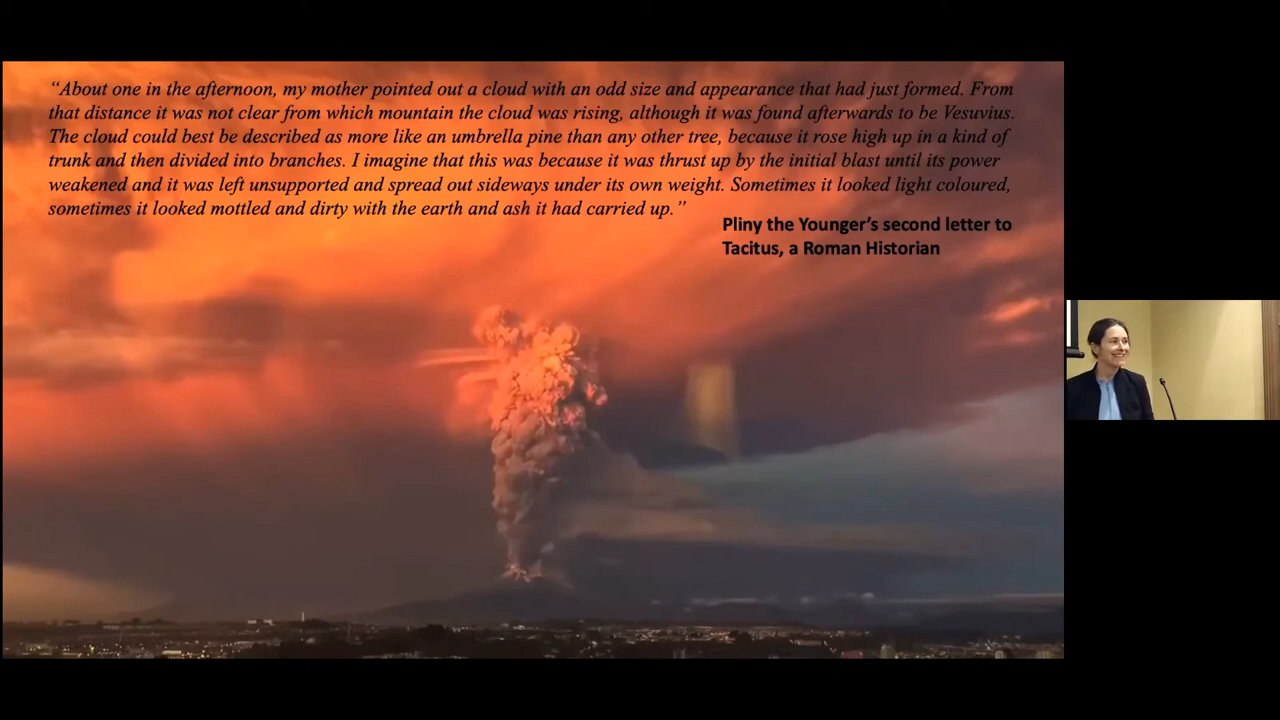 “About one in the afternoon, my mother pointed out a cloud with an odd size and appearance that had just formed. From
that distance it was not clear from which mountain the cloud was rising, although it was found afterwards to be Vesuvius.
The cloud could best be described as more like an umbrella pine than any other tree, because it rose high up in a kind of
trunk and then divided into branches. I imagine that this was because it was thrust up by the initial blast until its power
weakened and it was left unsupported and spread out sideways under its own weight. Sometimes it looked light coloured,
sometimes it looked mottled and dirty with the earth and ash it had carried up.”
Pliny the Younger’s second letter to
Tacitus, a Roman Historian